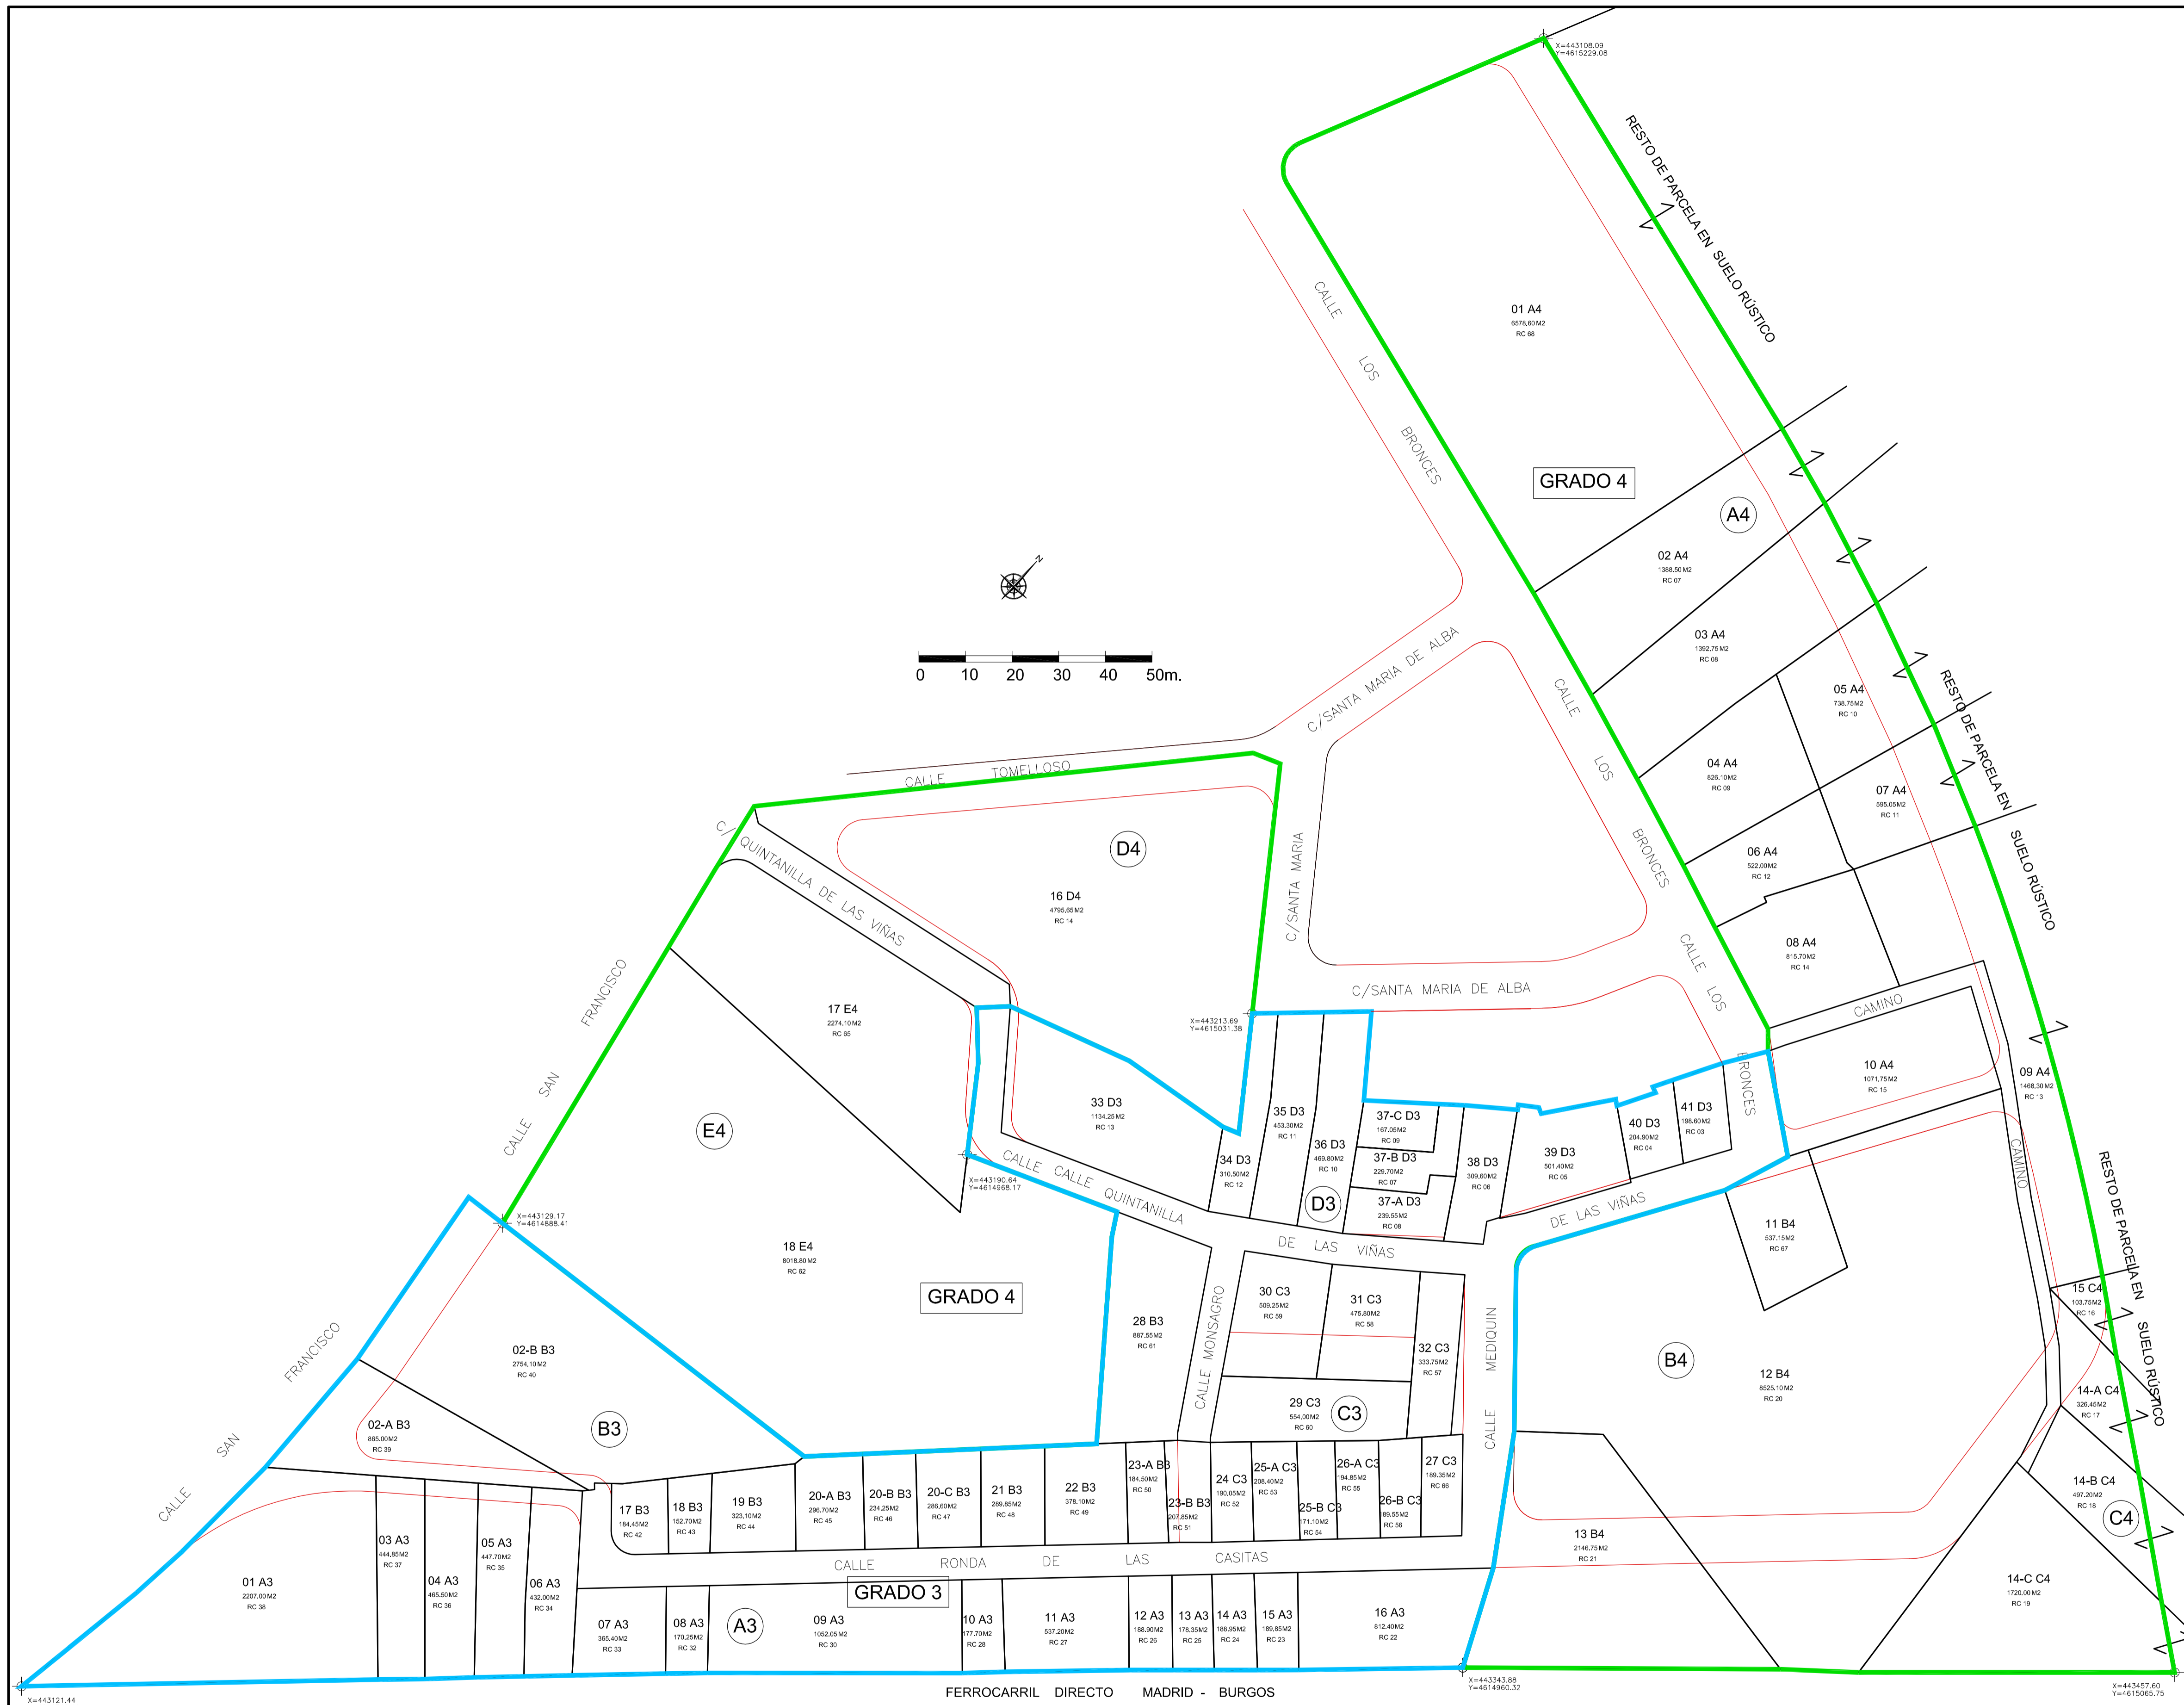 X=443108.09
Y=4615229.08
RESTO DE PARCELA EN SUELO RÚSTICO
CALLE LOS BRONCES
01 A4
6578,60M2
RC 68
GRADO 4
A4
02 A4
1388,50M2
RC 07
N
0 10 20 30 40 50m.
C/SANTA MARIA DE ALBA
03 A4
1392,75M2
RC 08
CALLE LOS BRONCES
05 A4
738,75M2
RC 10
RESTO DE PARCELA EN SUELO RÚSTICO
04 A4
826,10M2
RC 09
07 A4
595,05M2
RC 11
CALLE TOMELLOSO
C/ QUINTANILLA DE LAS VIÑAS
D4
16 D4
4795,65M2
RC 14
C/SANTA MARIA
06 A4
522,00M2
RC 12
08 A4
815,70M2
RC 14
CALLE LOS BRONCES
C/SANTA MARIA DE ALBA
CAMINO
CALLE SAN FRANCISCO
17 E4
2274,10M2
RC 65
X=443213.69
Y=4615031.38
10 A4
1071,75M2
RC 15
09 A4
1468,30M2
RC 13
CAMINO
E4
33 D3
1134,25M2
RC 13
35 D3
453,30M2
RC 11
36 D3
469,80M2
RC 10
37-C D3
167,05M2
RC 09
37-B D3
229,70M2
RC 07
37-A D3
239,55M2
RC 08
38 D3
309,60M2
RC 06
39 D3
501,40M2
RC 05
40 D3
204,90M2
RC 04
41 D3
198,60M2
RC 03
34 D3
310,50M2
RC 12
D3
X=443190.64
Y=4614968.17
CALLE CALLE QUINTANILLA DE LAS VIÑAS
DE LAS VIÑAS
X=443129.17
Y=4614888.41
11 B4
537,15M2
RC 67
RESTO DE PARCELA EN SUELO RÚSTICO
18 E4
8018,80M2
RC 62
GRADO 4
28 B3
887,55M2
RC 61
CALLE MONSAGRO
30 C3
509,25M2
RC 59
31 C3
475,80M2
RC 58
32 C3
333,75M2
RC 57
29 C3
554,00M2
RC 60
C3
CALLE MEDIQUIN
B4
12 B4
8525,10M2
RC 20
15 C4
103,75M2
RC 16
14-A C4
326,45M2
RC 17
14-B C4
497,20M2
RC 18
C4
14-C C4
1720,00M2
RC 19
13 B4
2146,75M2
RC 21
CALLE SAN FRANCISCO
02-B B3
2754,10M2
RC 40
02-A B3
865,00M2
RC 39
B3
17 B3
184,45M2
RC 42
18 B3
152,70M2
RC 43
19 B3
323,10M2
RC 44
20-A B3
296,70M2
RC 45
20-B B3
234,25M2
RC 46
20-C B3
286,60M2
RC 47
21 B3
289,85M2
RC 48
22 B3
378,10M2
RC 49
23-A B3
184,50M2
RC 50
23-B B3
207,85M2
RC 51
24 C3
190,05M2
RC 52
25-A C3
208,40M2
RC 53
25-B C3
171,10M2
RC 54
26-A C3
194,85M2
RC 55
26-B C3
189,55M2
RC 56
27 C3
189,35M2
RC 66
CALLE RONDA DE LAS CASITAS
GRADO 3
01 A3
2207,00M2
RC 38
03 A3
444,85M2
RC 37
04 A3
465,50M2
RC 36
05 A3
447,70M2
RC 35
06 A3
432,00M2
RC 34
07 A3
365,40M2
RC 33
08 A3
170,25M2
RC 32
A3
09 A3
1052,05M2
RC 30
10 A3
177,70M2
RC 28
11 A3
537,20M2
RC 27
12 A3
188,90M2
RC 26
13 A3
178,35M2
RC 25
14 A3
188,95M2
RC 24
15 A3
189,85M2
RC 23
16 A3
812,40M2
RC 22
X=443121.44
FERROCARRIL DIRECTO MADRID - BURGOS
X=443343.88
Y=4614960.32
X=443457.60
Y=4615065.75